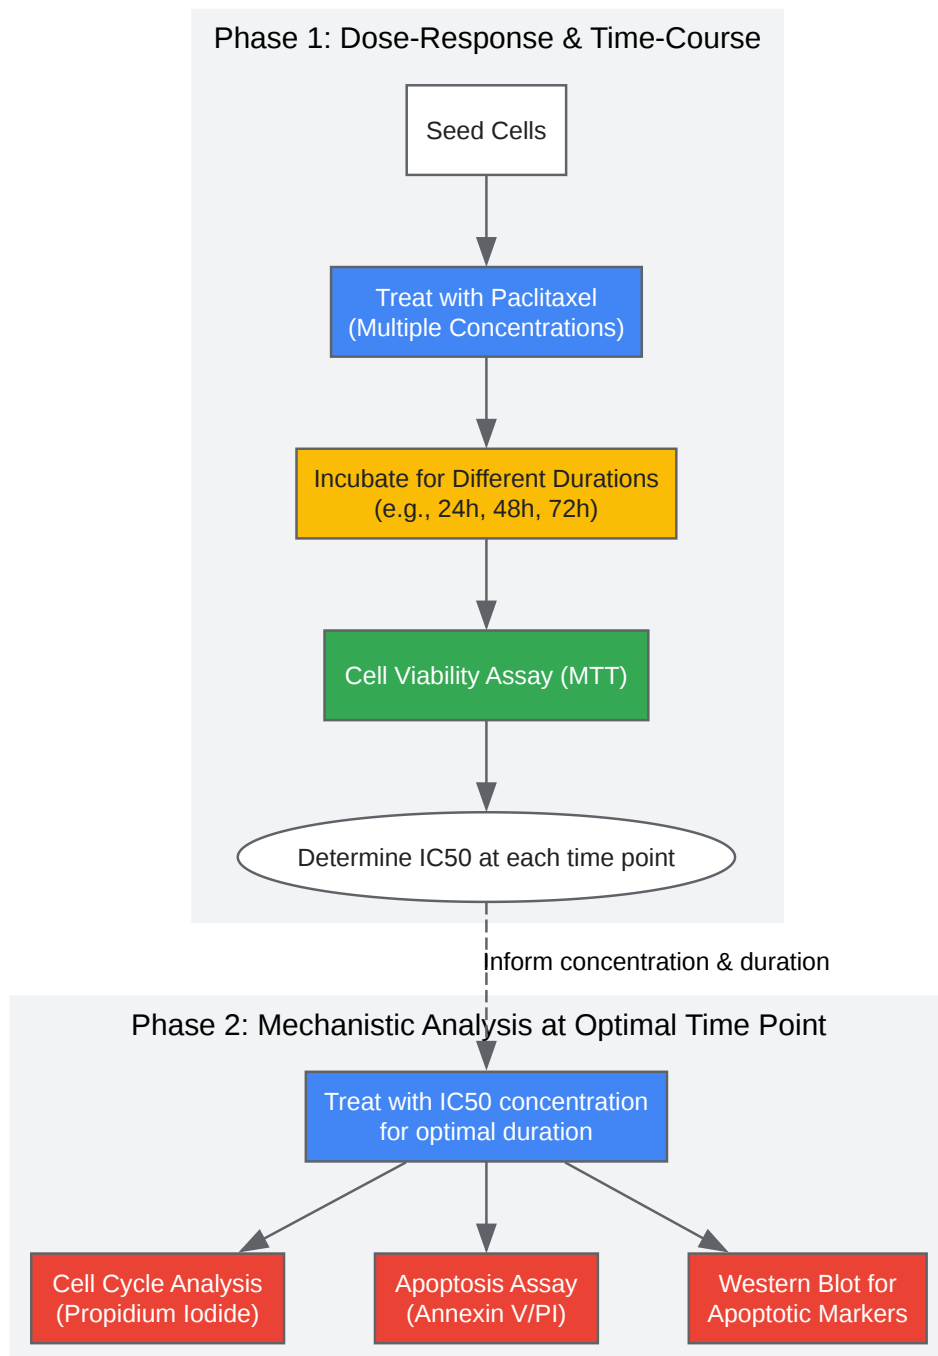 Phase 1: Dose-Response & Time-Course
Seed Cells
Treat with Paclitaxel
(Multiple Concentrations)
Incubate for Different Durations
(e.g., 24h, 48h, 72h)
Cell Viability Assay (MTT)
Determine IC50 at each time point
Inform concentration & duration
Phase 2: Mechanistic Analysis at Optimal Time Point
Treat with IC50 concentration
for optimal duration
Cell Cycle Analysis
(Propidium Iodide)
Apoptosis Assay
(Annexin V/PI)
Western Blot for
Apoptotic Markers